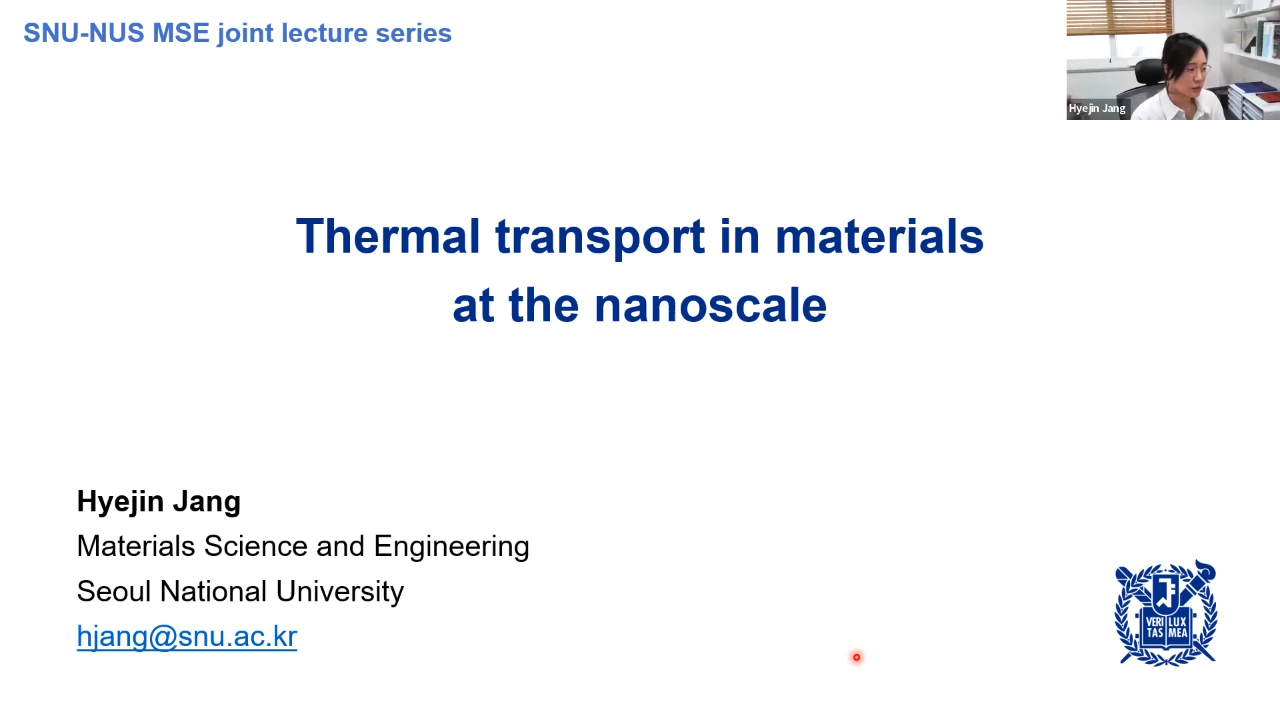 SNU-NUS MSE joint lecture series
Hyejin Jang
Thermal transport in materials
at the nanoscale
Hyejin Jang
Materials Science and Engineering
Seoul National University
hjang@snu.ac.kr
VERI LUX
TAS MEA